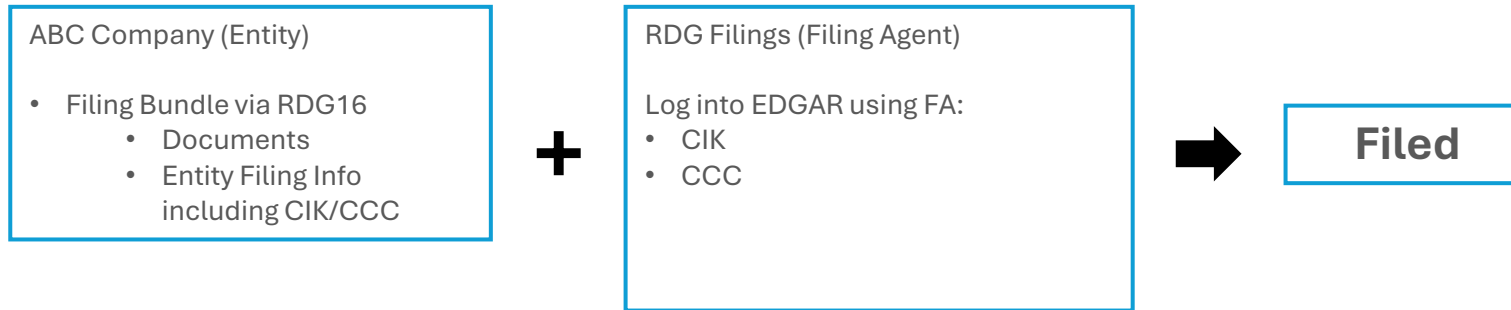 ABC Company (Entity)
• Filing Bundle via RDG16
• Documents
• Entity Filing Info
including CIK/CCC
+
RDG Filings (Filing Agent)
Log into EDGAR using FA:
• CIK
• CCC
Filed